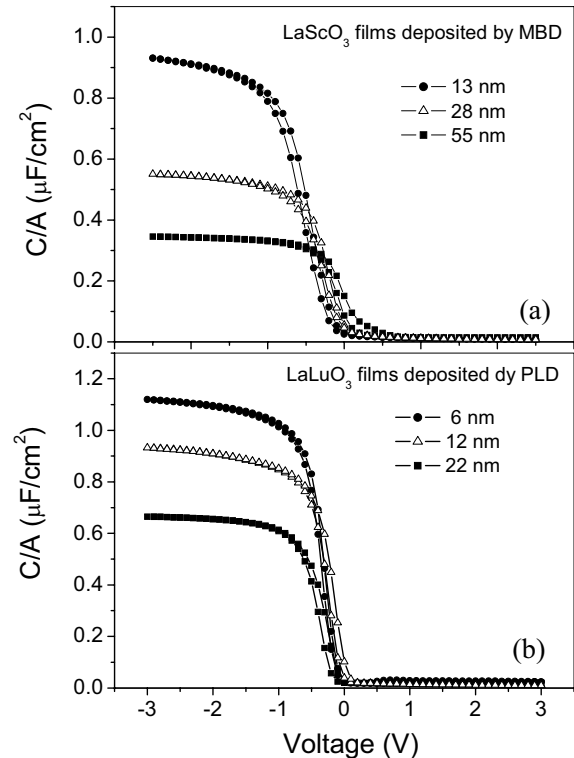 LaScO₃ films deposited by MBD
13 nm
28 nm
55 nm
C/A (μF/cm²)
1.0
0.8
0.6
0.4
0.2
0.0
(a)
LaLuO₃ films deposited dy PLD
6 nm
12 nm
22 nm
C/A (μF/cm²)
1.2
1.0
0.8
0.6
0.4
0.2
0.0
(b)
-3 -2 -1 0 1 2 3
Voltage (V)